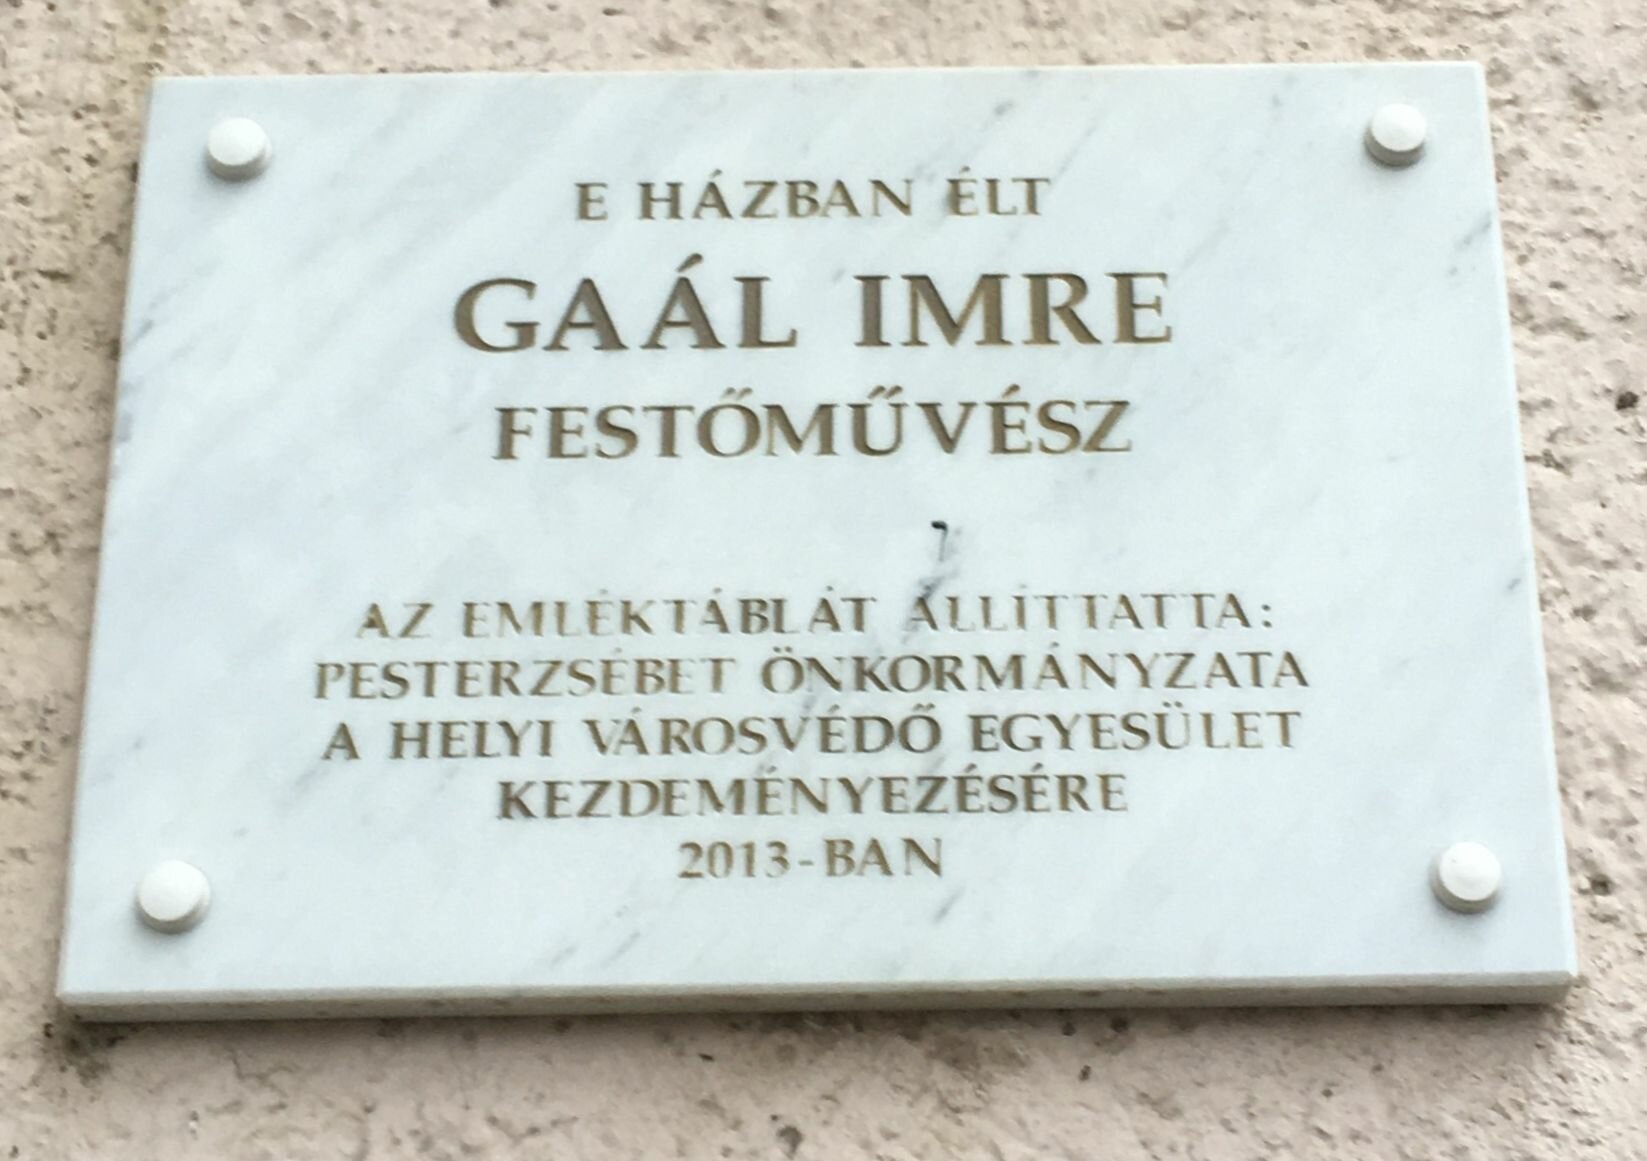 E HÁZBAN ÉLT
GAÁL IMRE
FESTŐMŰVÉSZ
AZ EMLÉKTÁBLÁT ÁLLÍTTATTA:
PESTERZSÉBET ÖNKORMÁNYZATA
A HELYI VÁROSVÉDŐ EGYESÜLET
KEZDEMÉNYEZÉSÉRE
2013-BAN